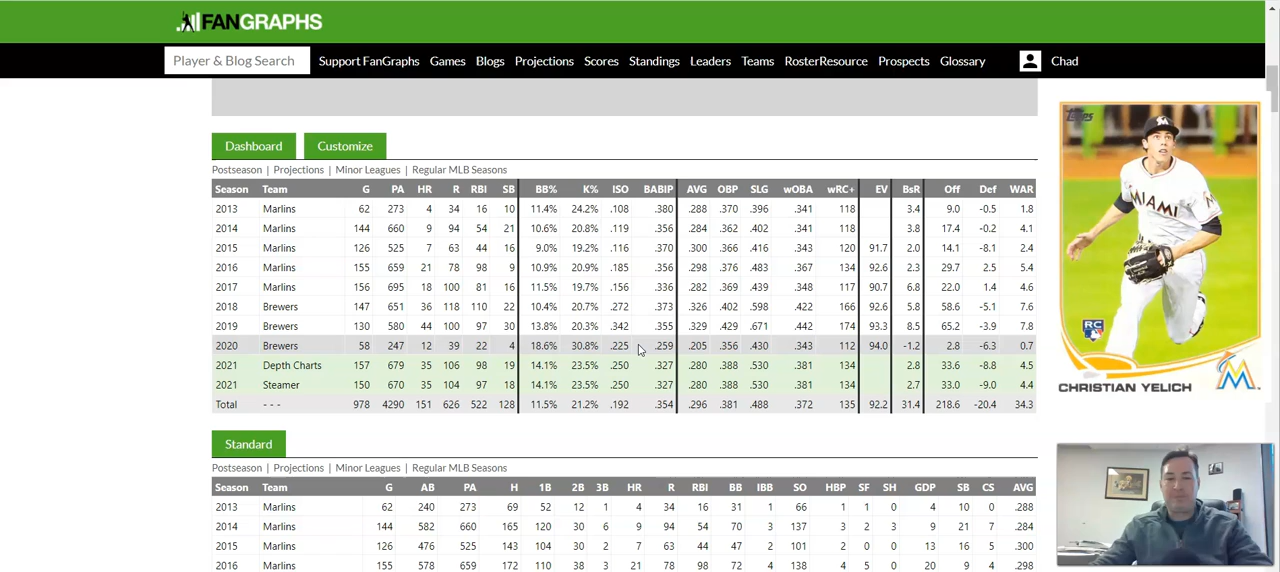 FANGRAPHS
Player & Blog Search Support FanGraphs Games Blogs Projections Scores Standings Leaders Teams RosterResource Prospects Glossary Chad
Dashboard Customize
Postseason | Projections | Minor Leagues | Regular MLB Seasons
Season Team G PA HR R RBI SB BB% K% ISO BABIP AVG OBP SLG wOBA wRC+ EV BsR Off Def WAR
2013 Marlins 62 273 4 34 16 10 11.4% 24.2% .108 .380 .288 .370 .396 .341 118 3.4 9.0 -0.5 1.8
2014 Marlins 144 660 9 94 54 21 10.6% 20.8% .119 .356 .284 .362 .402 .341 118 3.8 17.4 -0.2 4.1
2015 Marlins 126 525 7 63 44 16 9.0% 19.2% .116 .370 .300 .366 .416 .343 120 91.7 2.0 14.1 -8.1 2.4
2016 Marlins 155 659 21 78 98 9 10.9% 20.9% .185 .356 .298 .376 .483 .367 134 92.6 2.3 29.7 2.5 5.4
2017 Marlins 156 695 18 100 81 16 11.5% 19.7% .156 .336 .282 .369 .439 .348 117 90.7 6.8 22.0 1.4 4.6
2018 Brewers 147 651 36 118 110 22 10.4% 20.7% .272 .373 .326 .402 .598 .422 166 92.6 5.8 58.6 -5.1 7.6
2019 Brewers 130 580 44 100 97 30 13.8% 20.3% .342 .355 .329 .429 .671 .442 174 93.3 8.5 65.2 -3.9 7.8
2020 Brewers 58 247 12 39 22 4 18.6% 30.8% .225 .259 .205 .356 .430 .343 112 94.0 -1.2 2.8 -6.3 0.7
2021 Depth Charts 157 679 35 106 98 19 14.1% 23.5% .250 .327 .280 .388 .530 .381 134 2.8 33.6 -8.8 4.5
2021 Steamer 150 670 35 104 97 18 14.1% 23.5% .250 .327 .280 .388 .530 .381 134 2.7 33.0 -9.0 4.4
Total - - - 978 4290 151 626 522 128 11.5% 21.2% .192 .354 .296 .381 .488 .372 135 92.2 31.4 218.6 -20.4 34.3
Standard
Postseason | Projections | Minor Leagues | Regular MLB Seasons
Season Team G AB PA H 1B 2B 3B HR R RBI BB IBB SO HBP SF SH GDP SB CS AVG
2013 Marlins 62 240 273 69 52 12 1 4 34 16 31 1 66 1 1 0 4 10 0 .288
2014 Marlins 144 582 660 165 120 30 6 9 94 54 70 3 137 3 2 3 9 21 7 .284
2015 Marlins 126 476 525 143 104 30 2 7 63 44 47 2 101 2 0 0 13 16 5 .300
2016 Marlins 155 578 659 172 110 38 3 21 78 98 72 4 138 4 5 0 20 9 4 .298
Topps
MIAMI
RC
CHRISTIAN YELICH